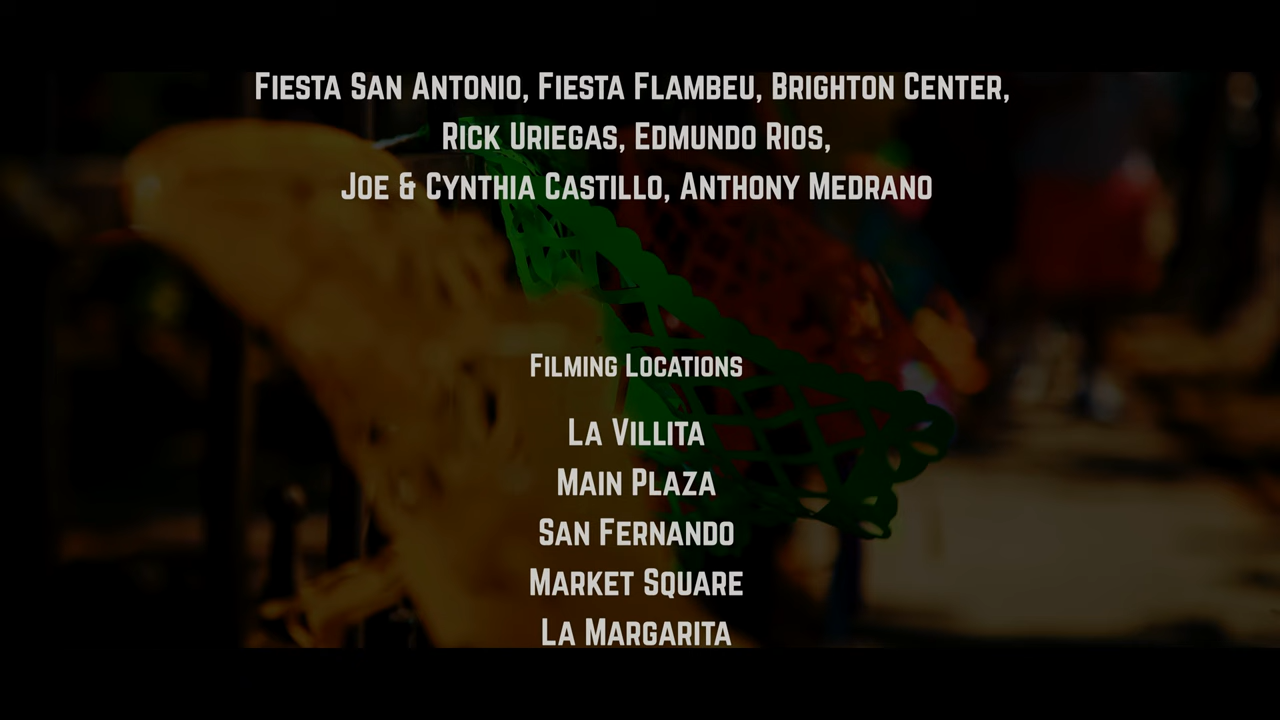 Fiesta San Antonio, Fiesta Flambeu, Brighton Center,
Rick Uriegas, Edmundo Rios,
Joe & Cynthia Castillo, Anthony Medrano
Filming Locations
La Villita
Main Plaza
San Fernando
Market Square
La Margarita